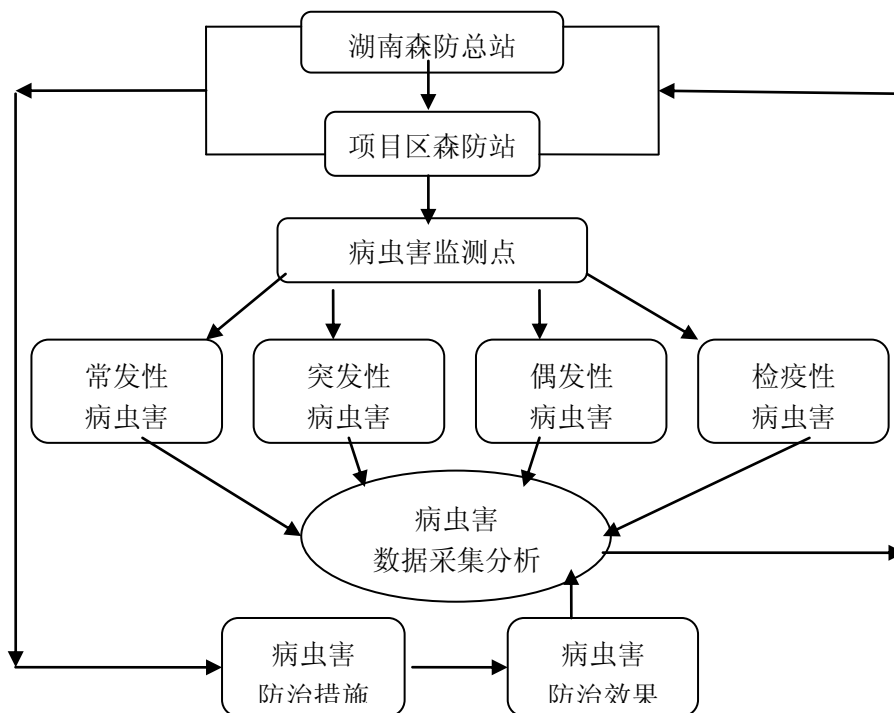 湖南森防总站
项目区森防站
病虫害监测点
常发性
病虫害
突发性
病虫害
偶发性
病虫害
检疫性
病虫害
病虫害
数据采集分析
病虫害
防治措施
病虫害
防治效果